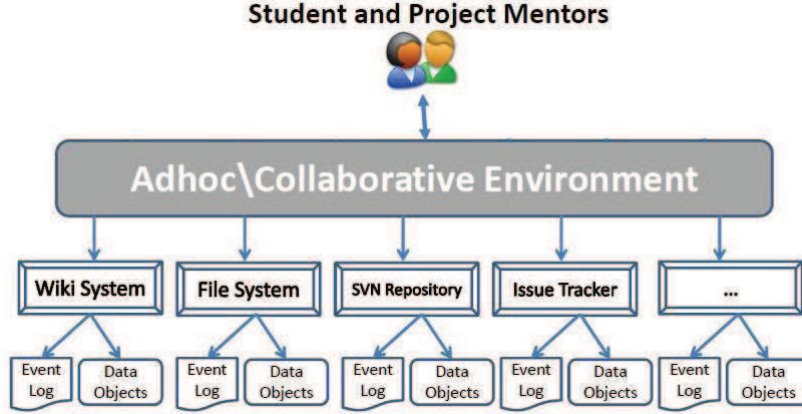 Student and Project Mentors
Adhoc\Collaborative Environment
Wiki System
File System
SVN Repository
Issue Tracker
...
Event
Log
Data
Objects
Event
Log
Data
Objects
Event
Log
Data
Objects
Event
Log
Data
Objects
Event
Log
Data
Objects